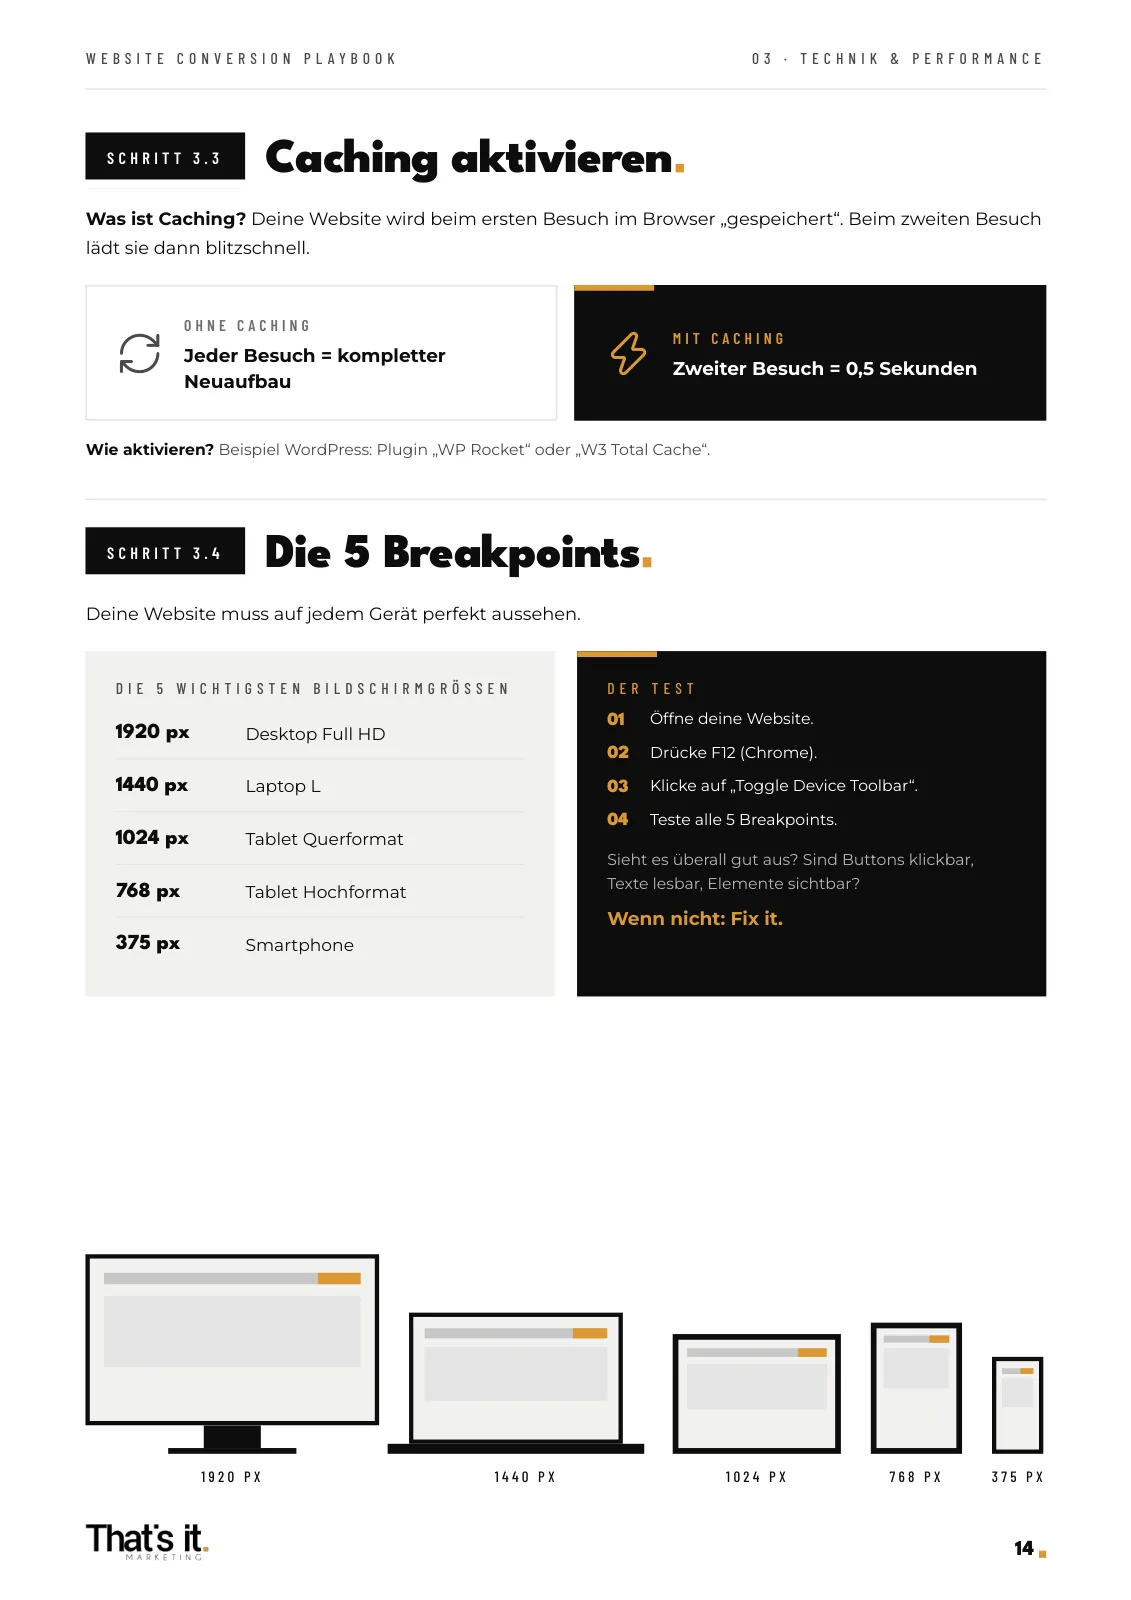 WEBSITE CONVERSION PLAYBOOK
03 · TECHNIK & PERFORMANCE
SCHRITT 3.3
Caching aktivieren.
Was ist Caching? Deine Website wird beim ersten Besuch im Browser „gespeichert“. Beim zweiten Besuch
lädt sie dann blitzschnell.
OHNE CACHING
Jeder Besuch = kompletter
Neuaufbau
MIT CACHING
Zweiter Besuch = 0,5 Sekunden
Wie aktivieren? Beispiel WordPress: Plugin „WP Rocket“ oder „W3 Total Cache“.
SCHRITT 3.4
Die 5 Breakpoints.
Deine Website muss auf jedem Gerät perfekt aussehen.
DIE 5 WICHTIGSTEN BILDSCHIRMGRÖSSEN
1920 px Desktop Full HD
1440 px Laptop L
1024 px Tablet Querformat
768 px Tablet Hochformat
375 px Smartphone
DER TEST
01 Öffne deine Website.
02 Drücke F12 (Chrome).
03 Klicke auf „Toggle Device Toolbar“.
04 Teste alle 5 Breakpoints.
Sieht es überall gut aus? Sind Buttons klickbar,
Texte lesbar, Elemente sichtbar?
Wenn nicht: Fix it.
1920 PX
1440 PX
1024 PX
768 PX
375 PX
That's it.
MARKETING
14